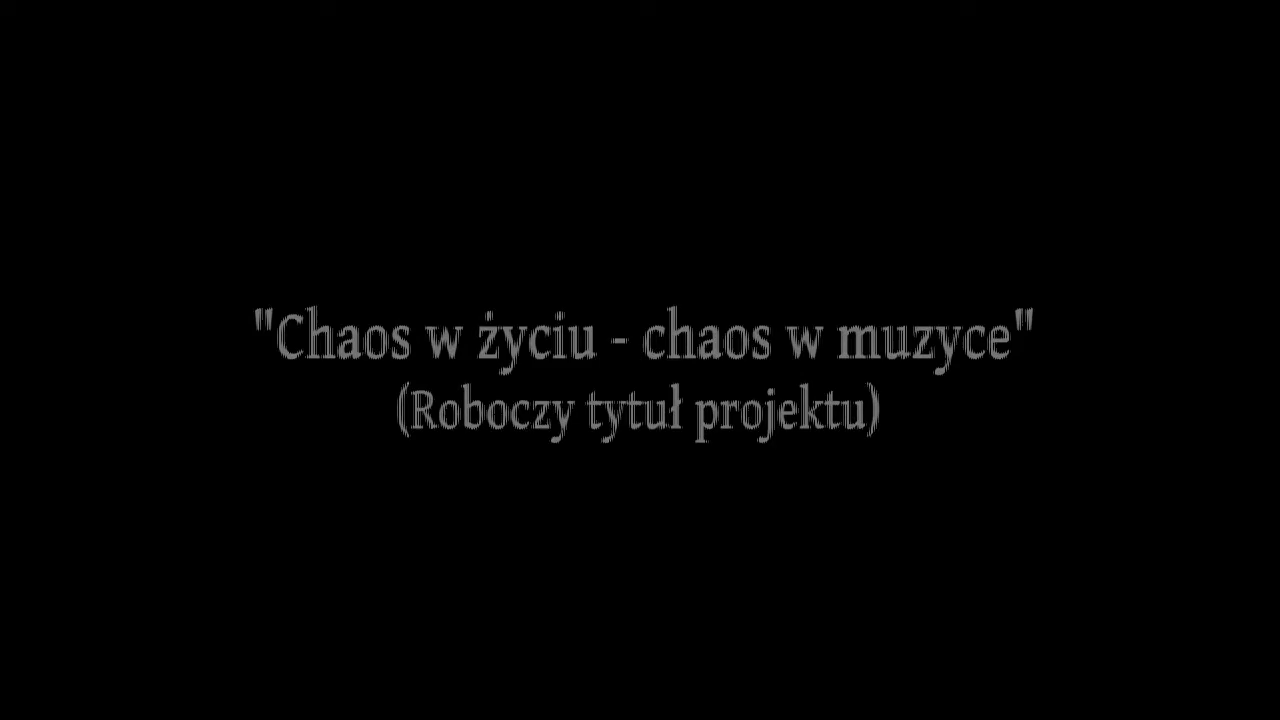 "Chaos w życiu - chaos w muzyce"
(Roboczy tytuł projektu)